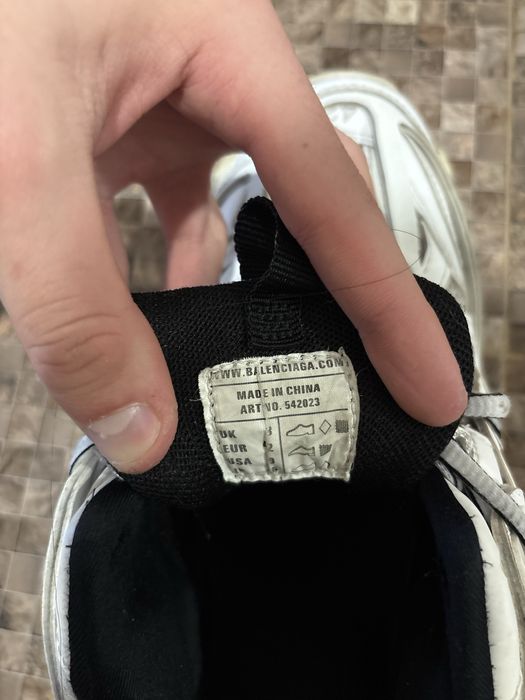 WWW.BALENCIAGA.COM
MADE IN CHINA
ART NO. 542023
UK
EUR
USA